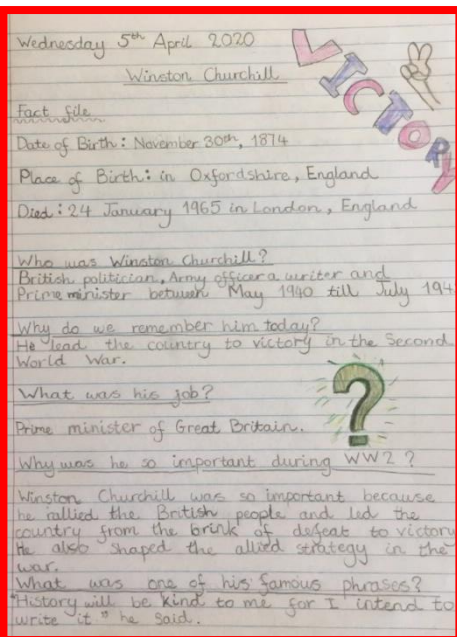 Wednesday 5th April 2020
VICTORY
Winston Churchill
Fact file
Date of Birth: November 30th, 1874
Place of Birth: in Oxfordshire, England
Died: 24 January 1965 in London, England
Who was Winston Churchill?
British politician, Army officer a writer and
Prime minister between May 1940 till July 194
Why do we remember him today?
He lead the country to victory in the Second
World War.
What was his job?
Prime minister of Great Britain.
?
Why was he so important during WW2?
Winston Churchill was so important because
he rallied the British people and led the
country from the brink of defeat to victory
He also shaped the allied strategy in the
war.
What was one of his famous phrases?
"History will be kind to me for I intend to
write it" he said.